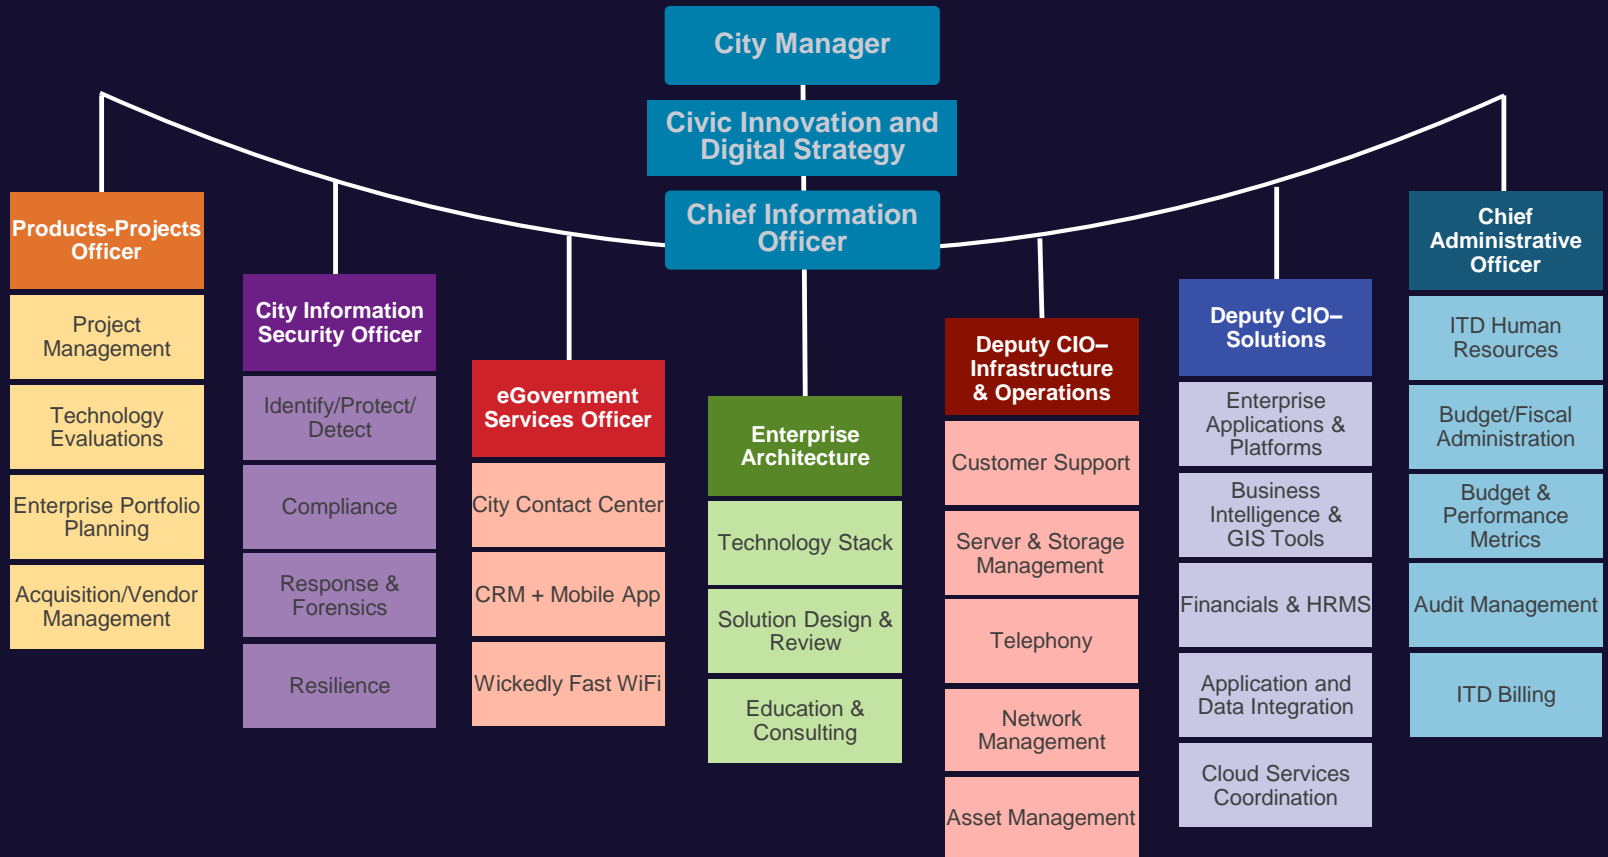 City Manager
Civic Innovation and
Digital Strategy
Chief Information
Officer
Products-Projects
Officer
Project
Management
Technology
Evaluations
Enterprise Portfolio
Planning
Acquisition/Vendor
Management
City Information
Security Officer
Identify/Protect/
Detect
Compliance
Response &
Forensics
Resilience
eGovernment
Services Officer
City Contact Center
CRM + Mobile App
Wickedly Fast WiFi
Enterprise
Architecture
Technology Stack
Solution Design &
Review
Education &
Consulting
Deputy CIO–
Infrastructure
& Operations
Customer Support
Server & Storage
Management
Telephony
Network
Management
Asset Management
Deputy CIO–
Solutions
Enterprise
Applications &
Platforms
Business
Intelligence &
GIS Tools
Financials & HRMS
Application and
Data Integration
Cloud Services
Coordination
Chief
Administrative
Officer
ITD Human
Resources
Budget/Fiscal
Administration
Budget &
Performance
Metrics
Audit Management
ITD Billing